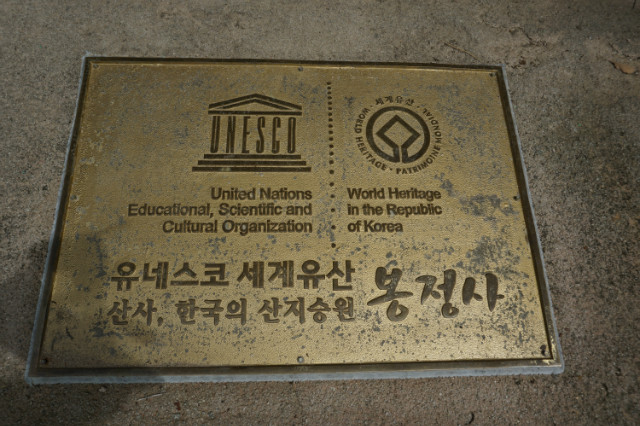 UNESCO
United Nations
Educational, Scientific and
Cultural Organization
세계유산
WORLD HERITAGE • PATRIMOINE MONDIAL
World Heritage
in the Republic
of Korea
유네스코 세계유산
산사, 한국의 산지승원 봉정사